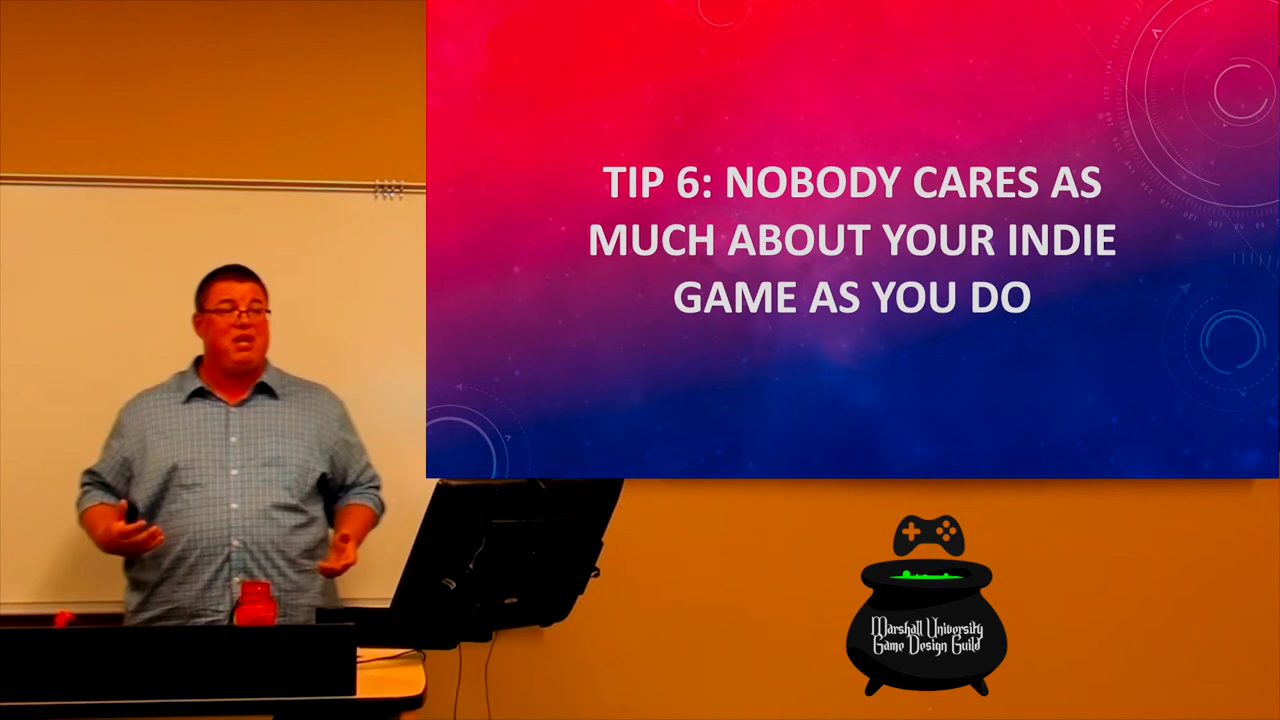 TIP 6: NOBODY CARES AS
MUCH ABOUT YOUR INDIE
GAME AS YOU DO
Marshall University
Game Design Guild